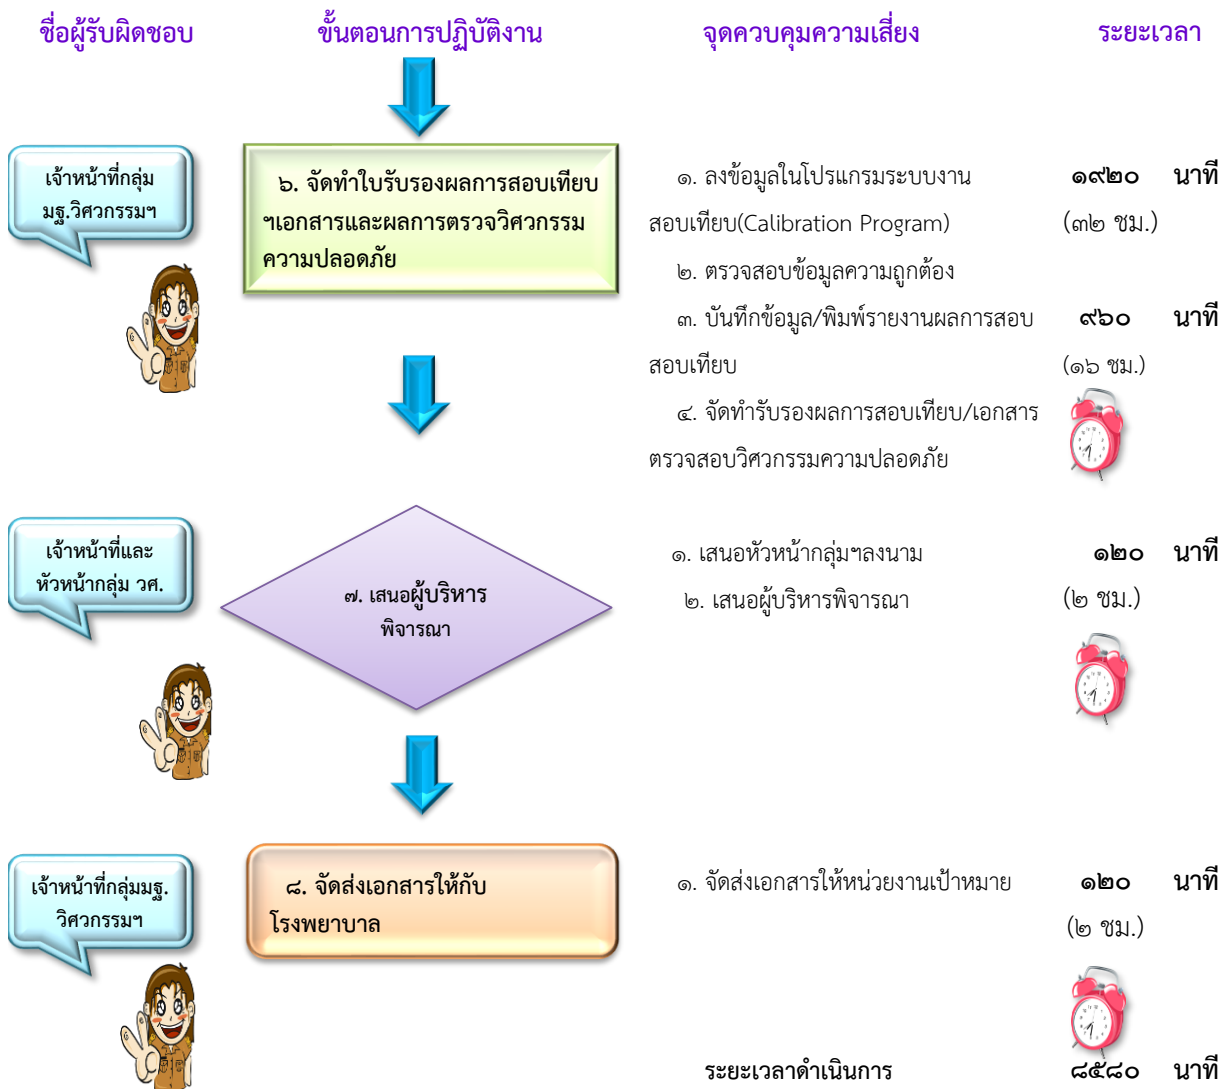 ชื่อผู้รับผิดชอบ ขั้นตอนการปฏิบัติงาน จุดควบคุมความเสี่ยง ระยะเวลา
เจ้าหน้าที่กลุ่ม
มฐ.วิศวกรรมฯ
๖. จัดทำใบรับรองผลการสอบเทียบ
ฯเอกสารและผลการตรวจวิศวกรรม
ความปลอดภัย
๑. ลงข้อมูลในโปรแกรมระบบงาน ๑๙๒๐ นาที
สอบเทียบ(Calibration Program) (๓๒ ชม.)
๒. ตรวจสอบข้อมูลความถูกต้อง
๓. บันทึกข้อมูล/พิมพ์รายงานผลการสอบ ๙๖๐ นาที
สอบเทียบ (๑๖ ชม.)
๔. จัดทำรับรองผลการสอบเทียบ/เอกสาร
ตรวจสอบวิศวกรรมความปลอดภัย
เจ้าหน้าที่และ
หัวหน้ากลุ่ม วศ.
๗. เสนอผู้บริหาร
พิจารณา
๑. เสนอหัวหน้ากลุ่มฯลงนาม ๑๒๐ นาที
๒. เสนอผู้บริหารพิจารณา (๒ ชม.)
เจ้าหน้าที่กลุ่มมฐ.
วิศวกรรมฯ
๘. จัดส่งเอกสารให้กับ
โรงพยาบาล
๑. จัดส่งเอกสารให้หน่วยงานเป้าหมาย ๑๒๐ นาที
(๒ ชม.)
ระยะเวลาดำเนินการ ๘๕๘๐ นาที